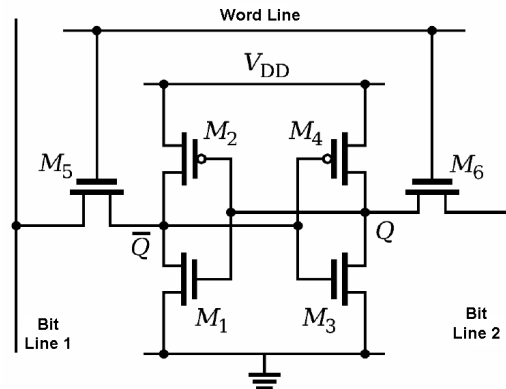 Word Line
V_DD
M_2
M_4
M_5
M_6
Q̅
Q
M_1
M_3
Bit
Line 1
Bit
Line 2